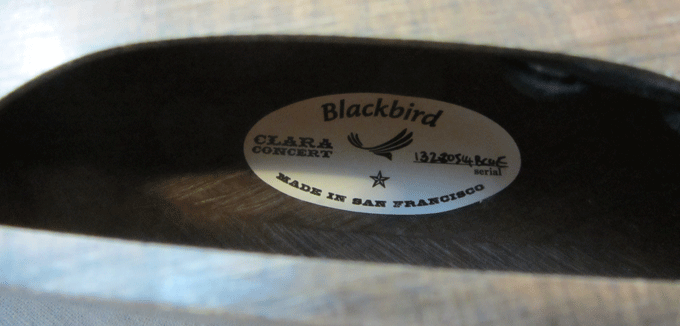 Blackbird
CLARA
CONCERT
serial
MADE IN SAN FRANCISCO